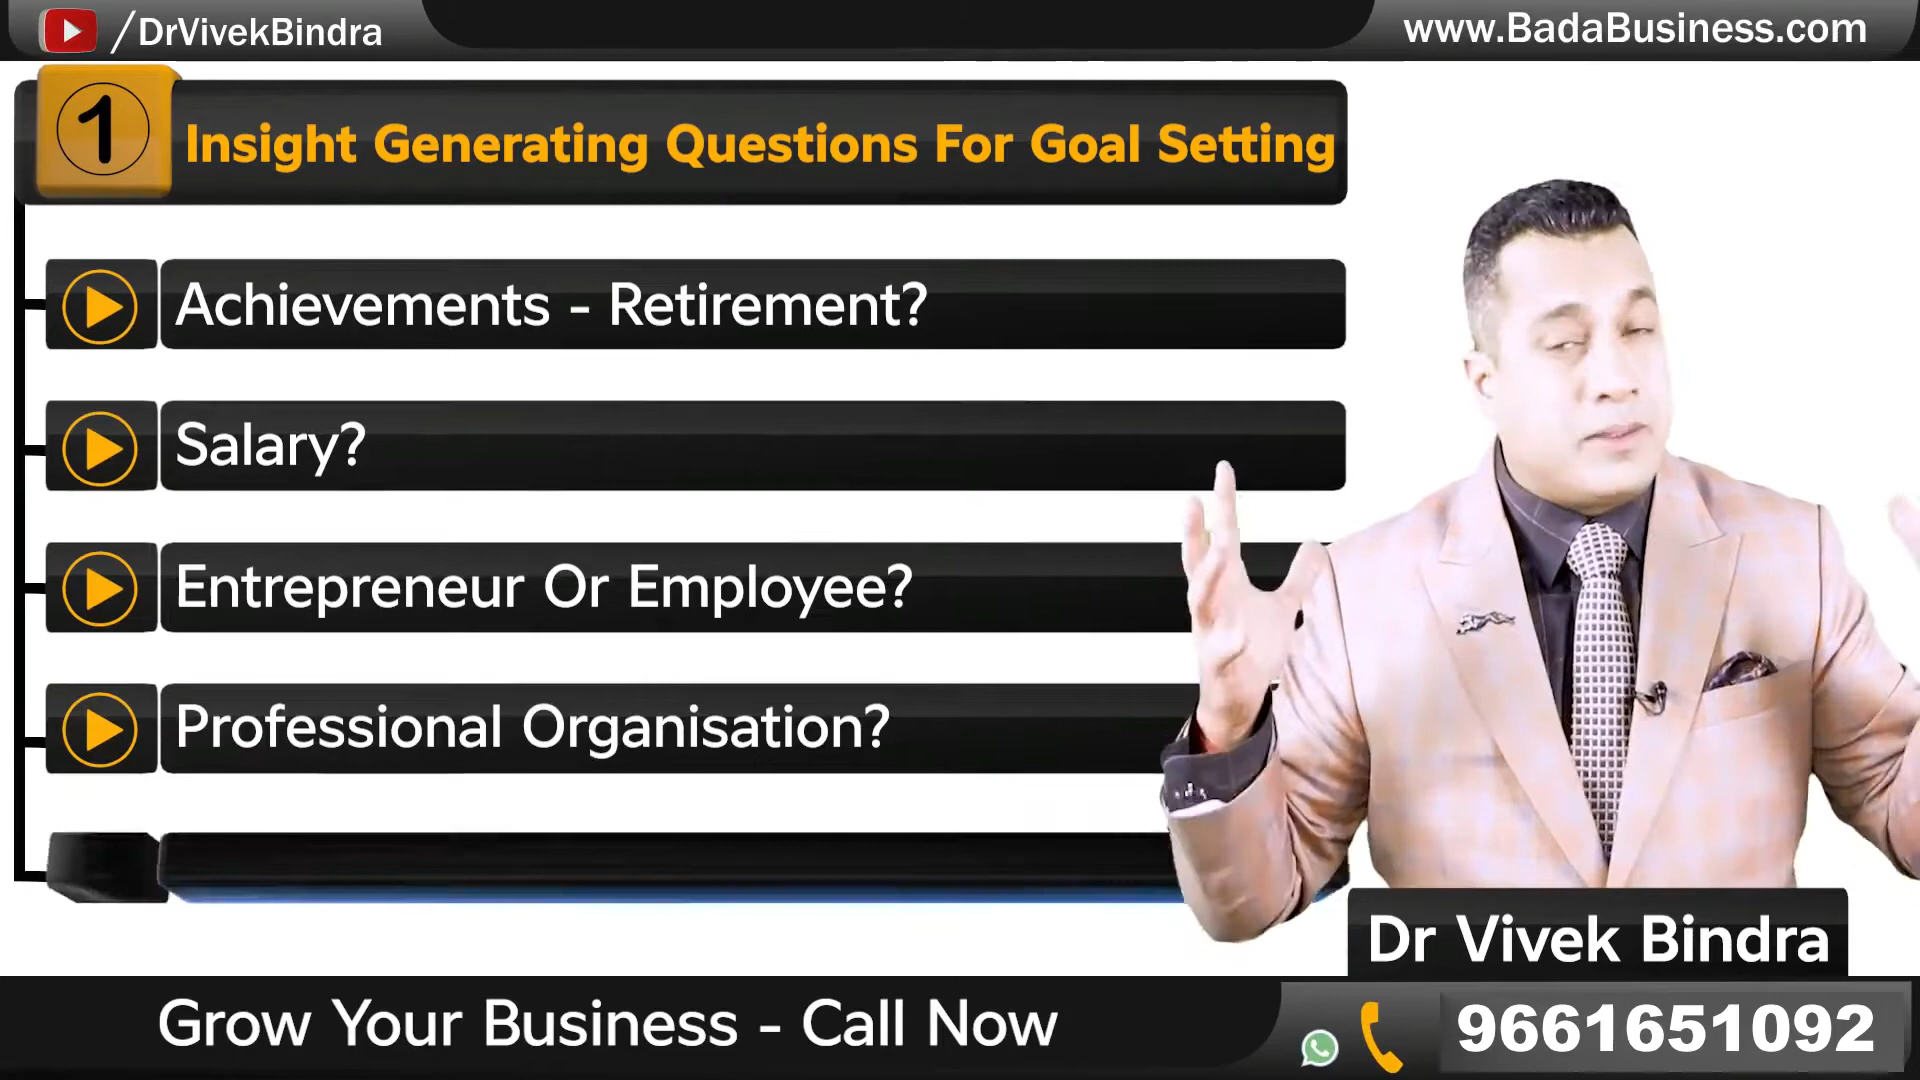 /DrVivekBindra
www.BadaBusiness.com
1
Insight Generating Questions For Goal Setting
Achievements - Retirement?
Salary?
Entrepreneur Or Employee?
Professional Organisation?
Dr Vivek Bindra
Grow Your Business - Call Now
9661651092